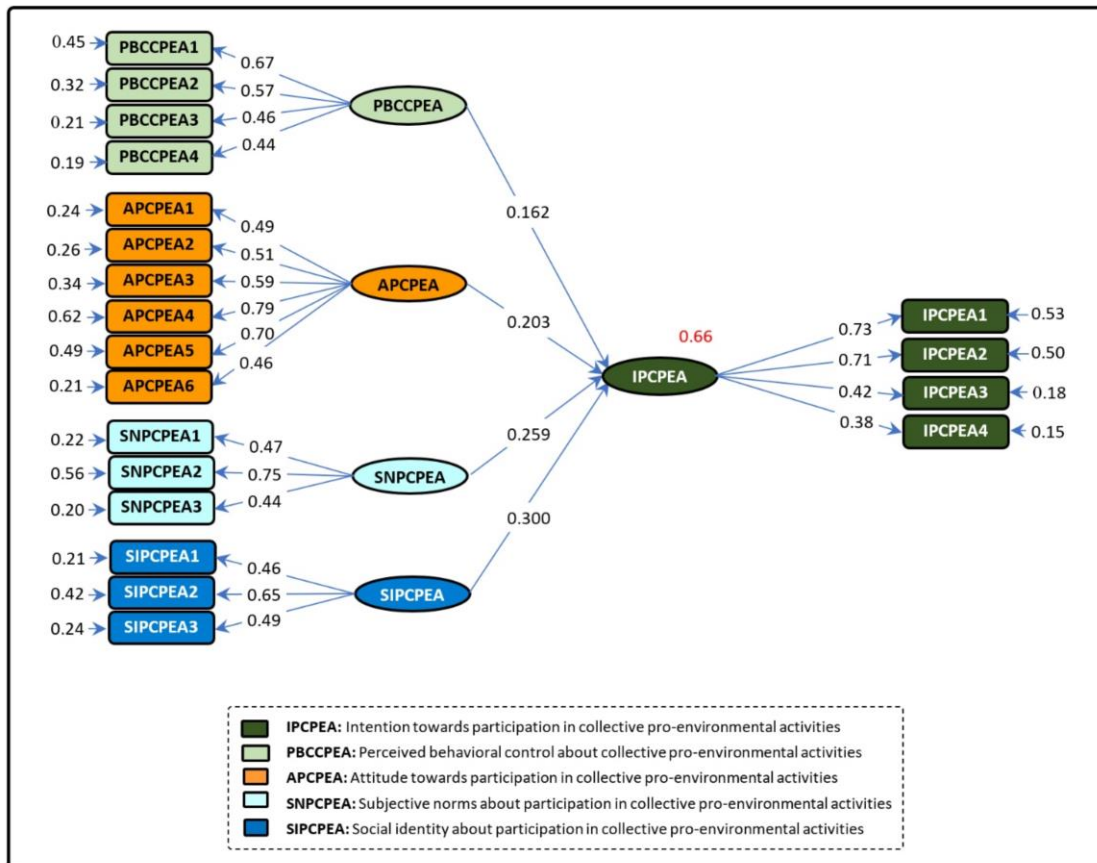 0.45 PBCCPEA1 0.67
0.32 PBCCPEA2 0.57
0.21 PBCCPEA3 0.46
0.19 PBCCPEA4 0.44
PBCCPEA
0.162
0.24 APCPEA1 0.49
0.26 APCPEA2 0.51
0.34 APCPEA3 0.59
0.62 APCPEA4 0.79
0.49 APCPEA5 0.70
0.21 APCPEA6 0.46
APCPEA
0.203
0.22 SNPCPEA1 0.47
0.56 SNPCPEA2 0.75
0.20 SNPCPEA3 0.44
SNPCPEA
0.259
0.21 SIPCPEA1 0.46
0.42 SIPCPEA2 0.65
0.24 SIPCPEA3 0.49
SIPCPEA
0.300
0.66
IPCPEA
0.73 IPCPEA1 0.53
0.71 IPCPEA2 0.50
0.42 IPCPEA3 0.18
0.38 IPCPEA4 0.15
IPCPEA: Intention towards participation in collective pro-environmental activities
PBCCPEA: Perceived behavioral control about collective pro-environmental activities
APCPEA: Attitude towards participation in collective pro-environmental activities
SNPCPEA: Subjective norms about participation in collective pro-environmental activities
SIPCPEA: Social identity about participation in collective pro-environmental activities